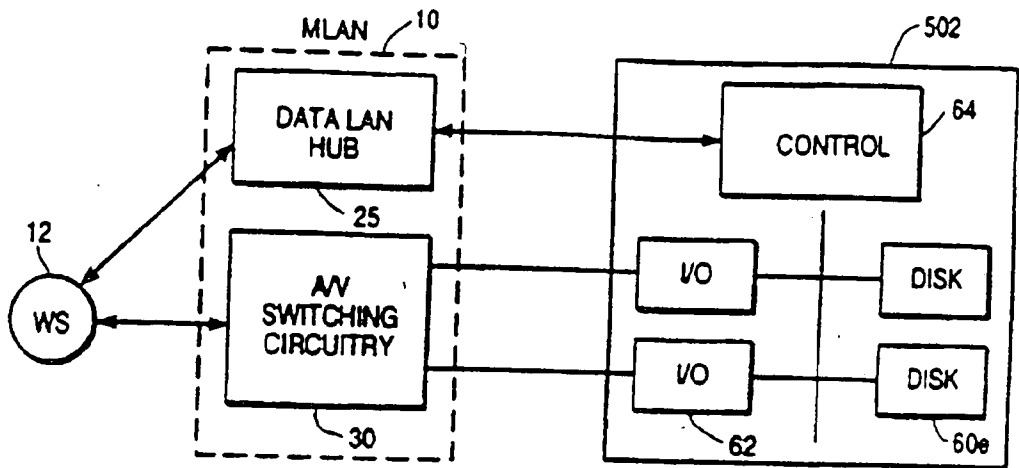 MLAN
10
502
DATA LAN
HUB
25
64
CONTROL
12
WS
A/V
SWITCHING
CIRCUITRY
30
I/O
DISK
I/O
62
DISK
60e